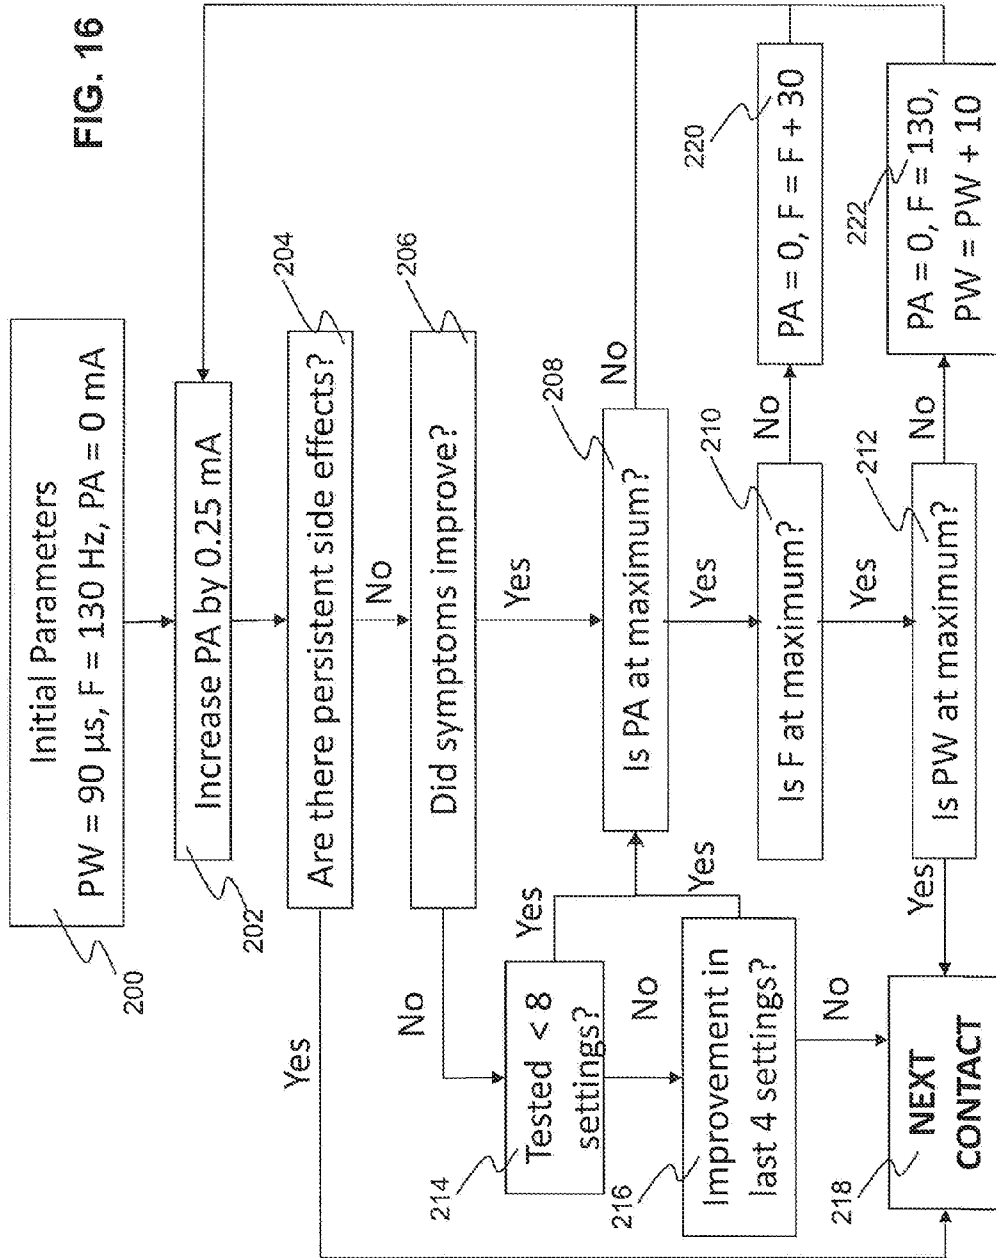 FIG. 16
Initial Parameters
PW = 90 µs, F = 130 Hz, PA = 0 mA
200
Increase PA by 0.25 mA
202
Are there persistent side effects?
204
Yes
No
Did symptoms improve?
206
No
Yes
Tested < 8
settings?
214
Yes
No
Improvement in
last 4 settings?
216
Yes
No
Is PA at maximum?
208
No
Yes
Is F at maximum?
210
No
PA = 0, F = F + 30
220
Yes
Is PW at maximum?
212
No
PA = 0, F = 130,
PW = PW + 10
222
Yes
NEXT
CONTACT
218